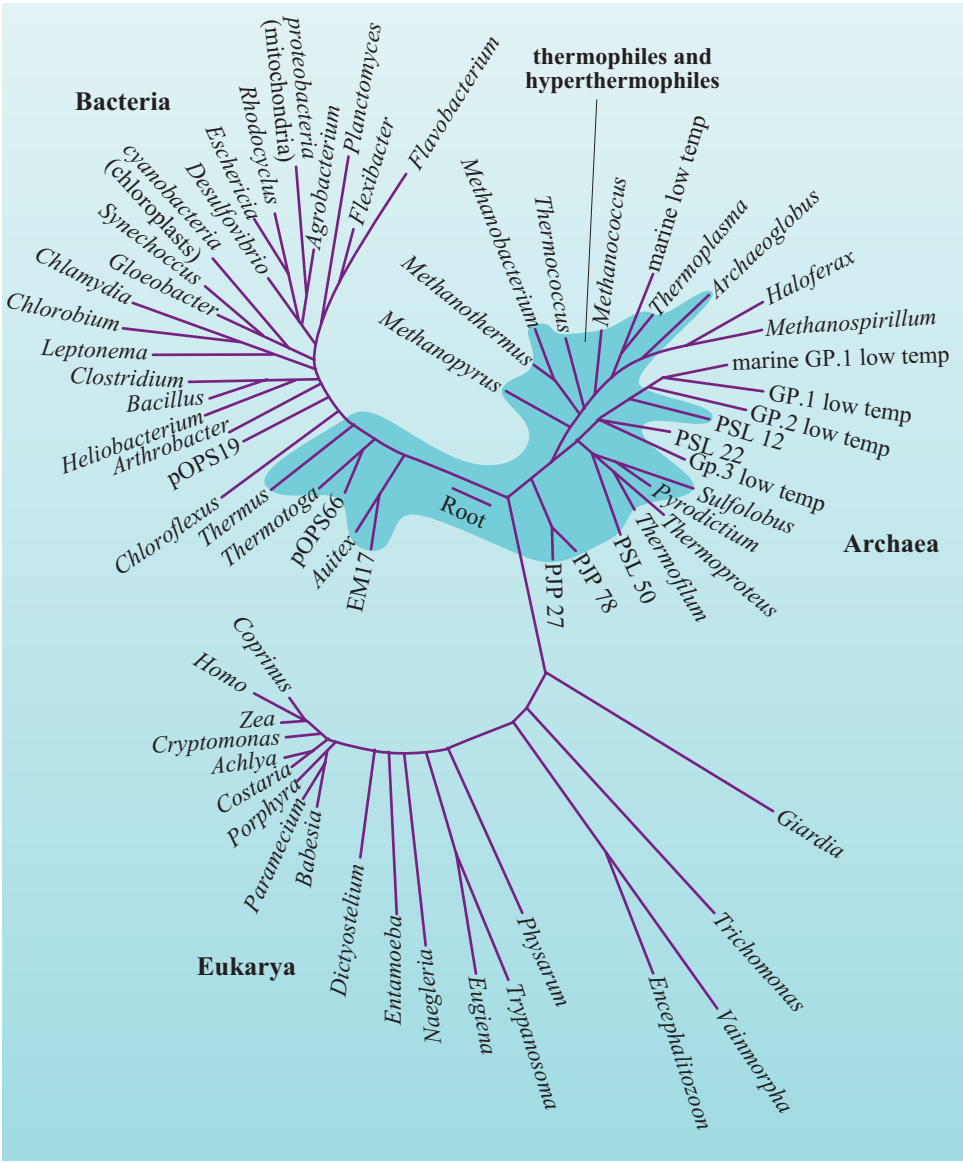 thermophiles and
hyperthermophiles
Bacteria
Chlorobium
Chlamydia
Gloebacter
Synechoccus
cyanobacteria
(chloroplasts)
Desulfovibrio
Eschericia
Rhodocyclus
proteobacteria
(mitochondria)
Agrobacterium
Planctomyces
Flexibacter
Flavobacterium
Leptonema
Clostridium
Bacillus
Heliobacterium
Arthrobacter
pOPS19
Chloroflexus
Thermus
Thermotoga
pOPS66
Auitex
EM17
Root
Methanopyrus
Methanothermus
Methanobacterium
Thermococcus
Methanococcus
marine low temp
Thermoplasma
Archaeoglobus
Haloferax
Methanospirillum
marine GP.1 low temp
GP.1 low temp
GP.2 low temp
PSL 12
PSL 22
Gp.3 low temp
Sulfolobus
Pyrodictium
Thermoproteus
Thermofilum
PSL 50
PJP 78
PJP 27
Archaea
Coprinus
Homo
Zea
Cryptomonas
Achlya
Costaria
Porphyra
Paramecium
Babesia
Eukarya
Dictyostelium
Entamoeba
Naegleria
Eugiena
Trypanosoma
Physarum
Encephalitozoon
Vainmorpha
Trichomonas
Giardia